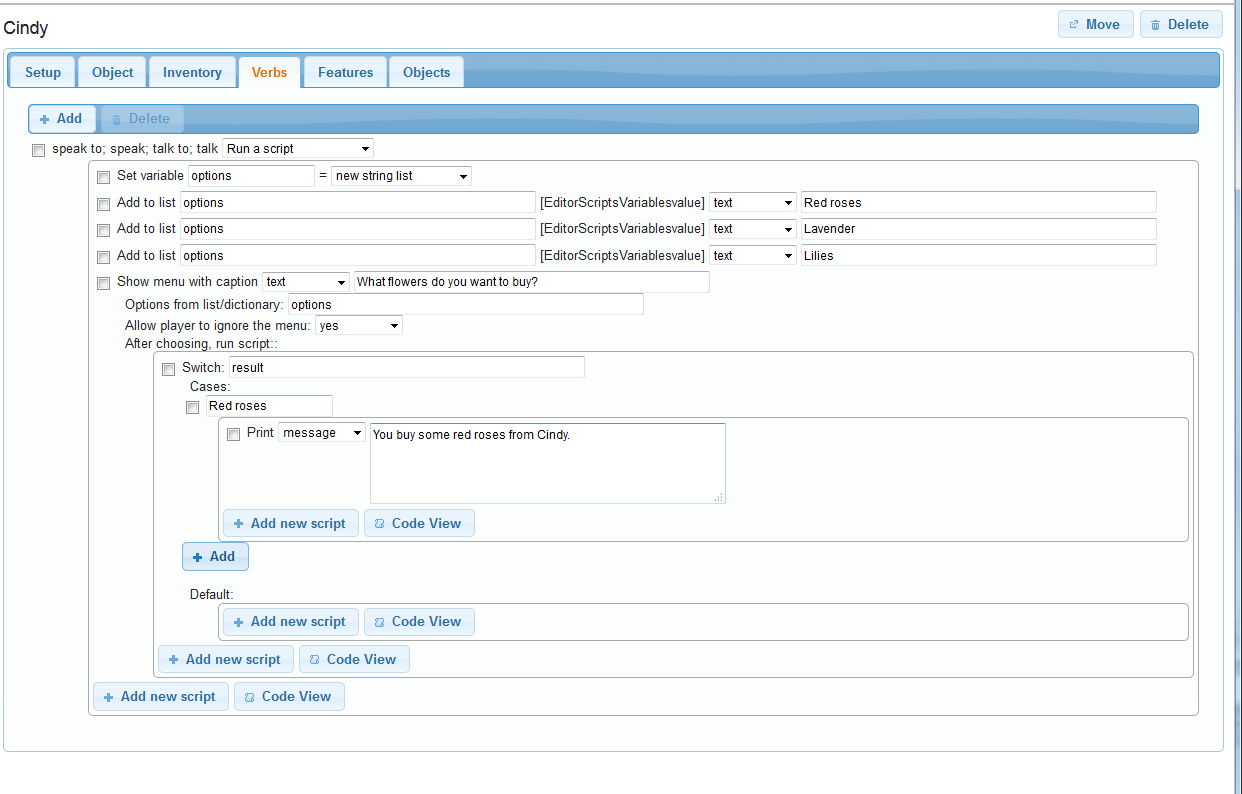 Cindy Move Delete
Setup Object Inventory Verbs Features Objects
Add Delete
speak to; speak; talk to; talk Run a script
Set variable options = new string list
Add to list options [EditorScriptsVariablesvalue] text Red roses
Add to list options [EditorScriptsVariablesvalue] text Lavender
Add to list options [EditorScriptsVariablesvalue] text Lilies
Show menu with caption text What flowers do you want to buy?
Options from list/dictionary: options
Allow player to ignore the menu: yes
After choosing, run script::
Switch: result
Cases:
Red roses
Print message You buy some red roses from Cindy.
Add new script Code View
Add
Default:
Add new script Code View
Add new script Code View
Add new script Code View